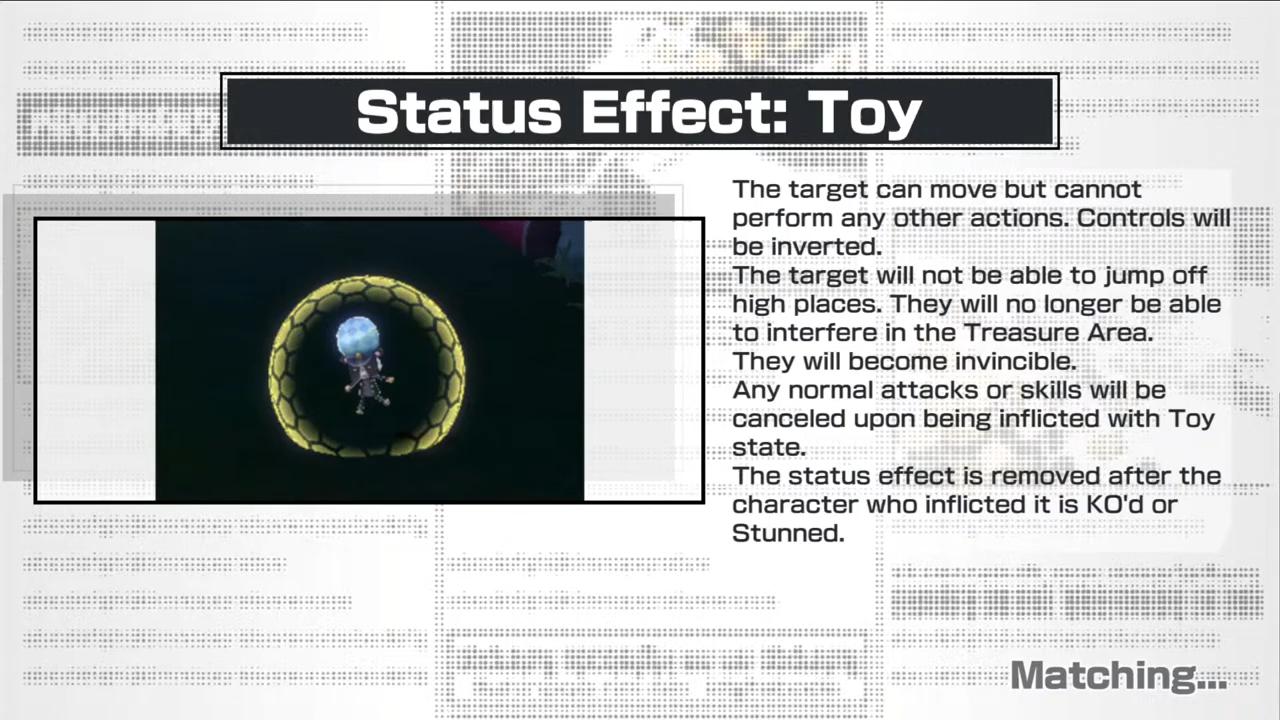 Status Effect: Toy
The target can move but cannot
perform any other actions. Controls will
be inverted.
The target will not be able to jump off
high places. They will no longer be able
to interfere in the Treasure Area.
They will become invincible.
Any normal attacks or skills will be
canceled upon being inflicted with Toy
state.
The status effect is removed after the
character who inflicted it is KO'd or
Stunned.
Matching...